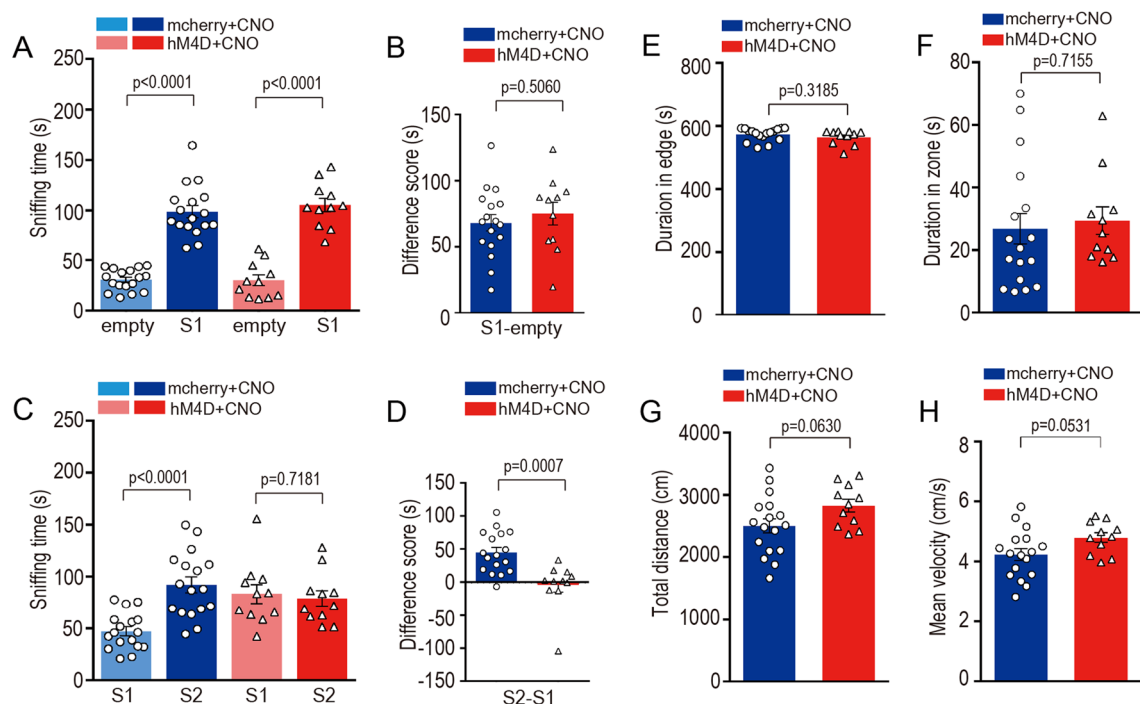 A
mcherry+CNO
hM4D+CNO
Sniffing time (s)
250
200
150
100
50
0
p<0.0001
p<0.0001
empty
S1
empty
S1
B
mcherry+CNO
hM4D+CNO
p=0.5060
Difference score (s)
150
100
50
0
S1-empty
E
mcherry+CNO
hM4D+CNO
p=0.3185
Duraion in edge (s)
800
600
400
200
0
F
mcherry+CNO
hM4D+CNO
p=0.7155
Duration in zone (s)
80
60
40
20
0
C
mcherry+CNO
hM4D+CNO
Sniffing time (s)
250
200
150
100
50
0
p<0.0001
p=0.7181
S1
S2
S1
S2
D
mcherry+CNO
hM4D+CNO
p=0.0007
Difference score (s)
150
100
50
0
-50
-100
-150
S2-S1
G
mcherry+CNO
hM4D+CNO
p=0.0630
Total distance (cm)
4000
3000
2000
1000
0
H
mcherry+CNO
hM4D+CNO
p=0.0531
Mean velocity (cm/s)
8
6
4
2
0